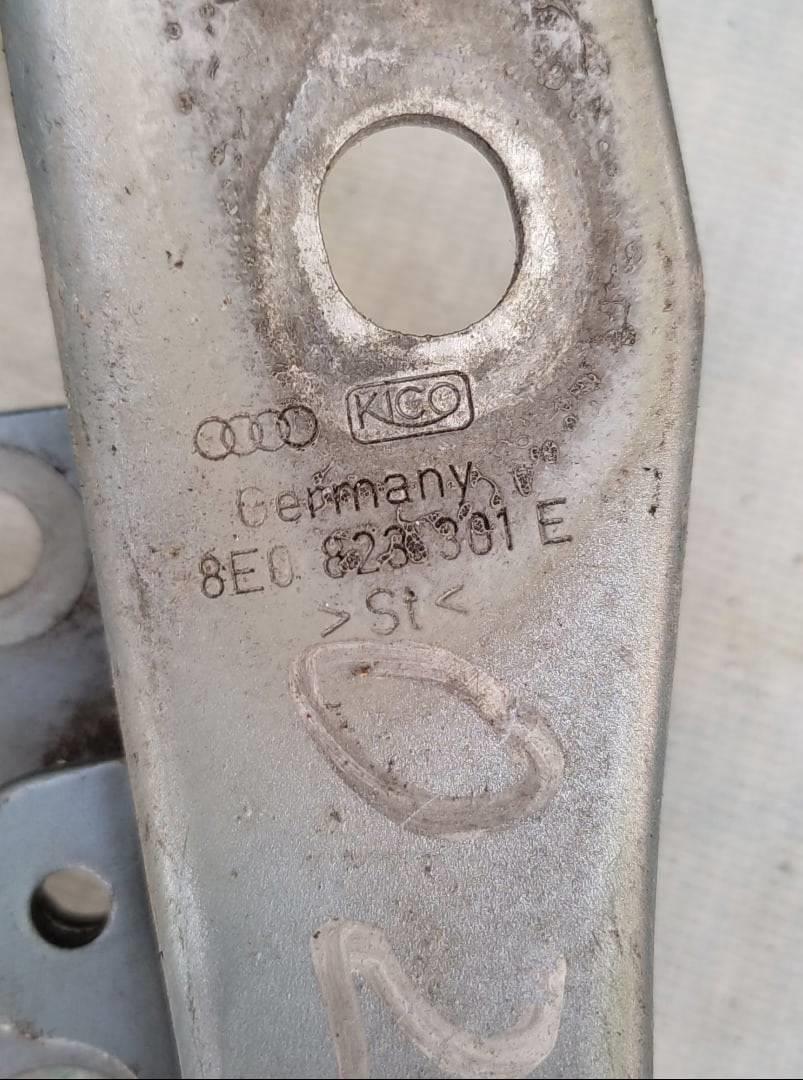 KICO
Germany
8E0 823 301 E
>St<